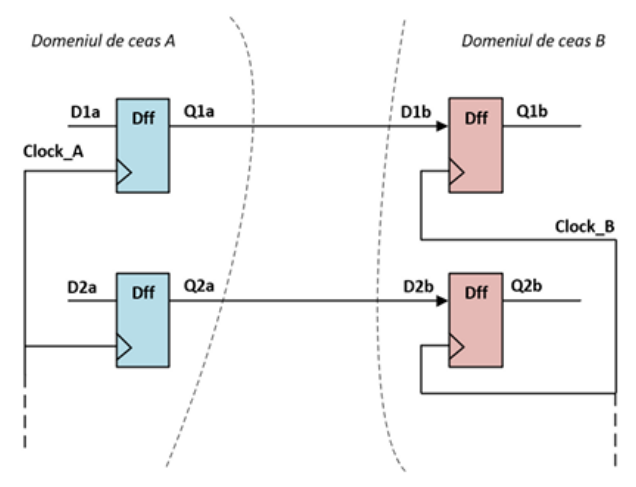 Domeniul de ceas A
Domeniul de ceas B
D1a
Dff
Q1a
D1b
Dff
Q1b
Clock_A
Clock_B
D2a
Dff
Q2a
D2b
Dff
Q2b